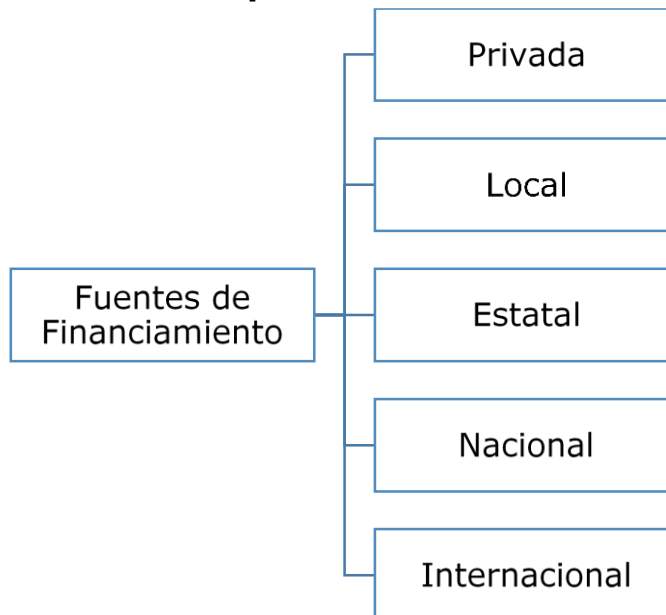 Privada
Local
Fuentes de
Financiamiento
Estatal
Nacional
Internacional